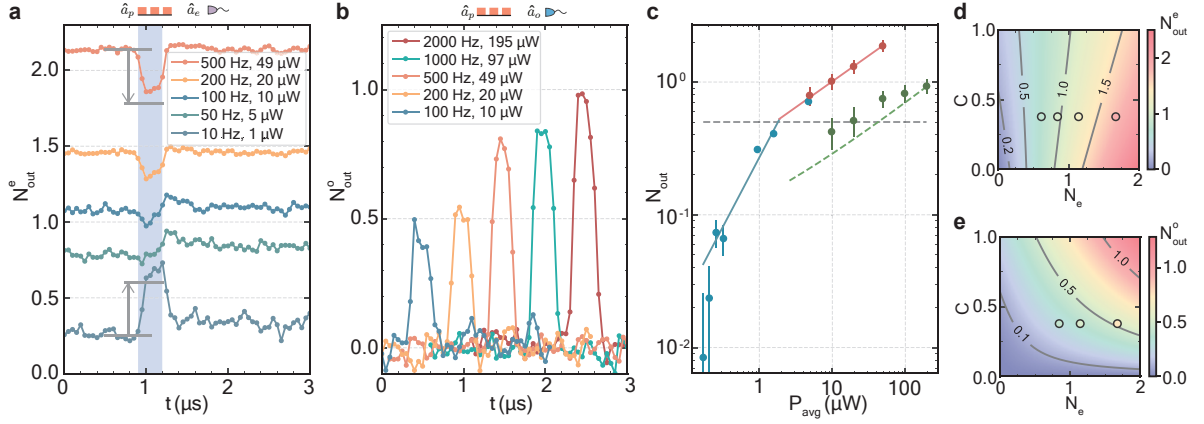 a
â_p
â_e
N^e_out
2.0
1.5
1.0
0.5
0.0
500 Hz, 49 µW
200 Hz, 20 µW
100 Hz, 10 µW
50 Hz, 5 µW
10 Hz, 1 µW
0
1
2
3
t (µs)
b
â_p
â_o
N^o_out
1.0
0.5
0.0
2000 Hz, 195 µW
1000 Hz, 97 µW
500 Hz, 49 µW
200 Hz, 20 µW
100 Hz, 10 µW
0
1
2
3
t (µs)
c
N_out
10^0
10^-1
10^-2
1
10
100
P_avg (µW)
d
N^e_out
C
1.0
0.5
0.0
0.2
0.5
1.0
1.5
0
1
2
N_e
2
1
0
e
N^o_out
C
1.0
0.5
0.0
0.1
0.5
1.0
0
1
2
N_e
1.0
0.5
0.0